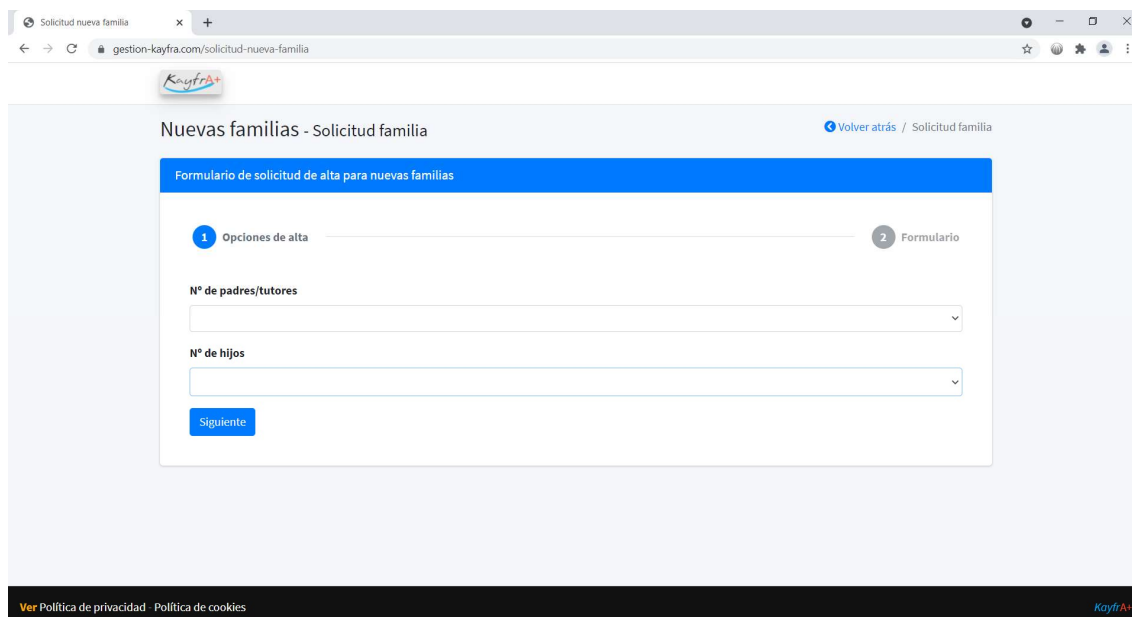 Solicitud nueva familia
gestion-kayfra.com/solicitud-nueva-familia
KayfrA+
Nuevas familias - Solicitud familia
Volver atrás / Solicitud familia
Formulario de solicitud de alta para nuevas familias
1 Opciones de alta
2 Formulario
Nº de padres/tutores
Nº de hijos
Siguiente
Ver Política de privacidad - Política de cookies
KayfrA+